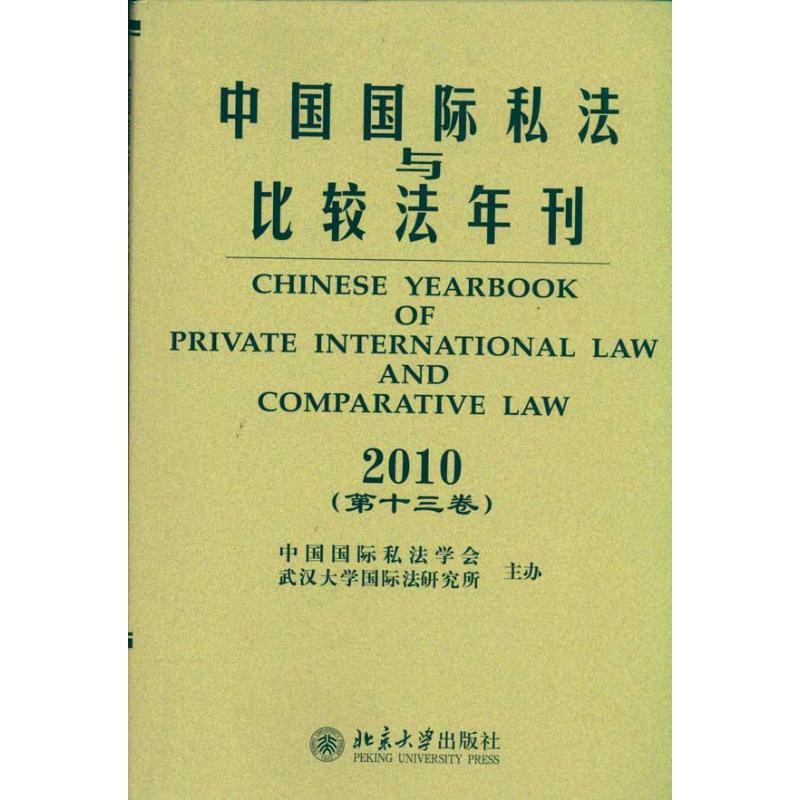 中国国际私法
与
比较法年刊
CHINESE YEARBOOK
OF
PRIVATE INTERNATIONAL LAW
AND
COMPARATIVE LAW
2010
(第十三卷)
中国国际私法学会
武汉大学国际法研究所
主办
北京大学出版社
PEKING UNIVERSITY PRESS